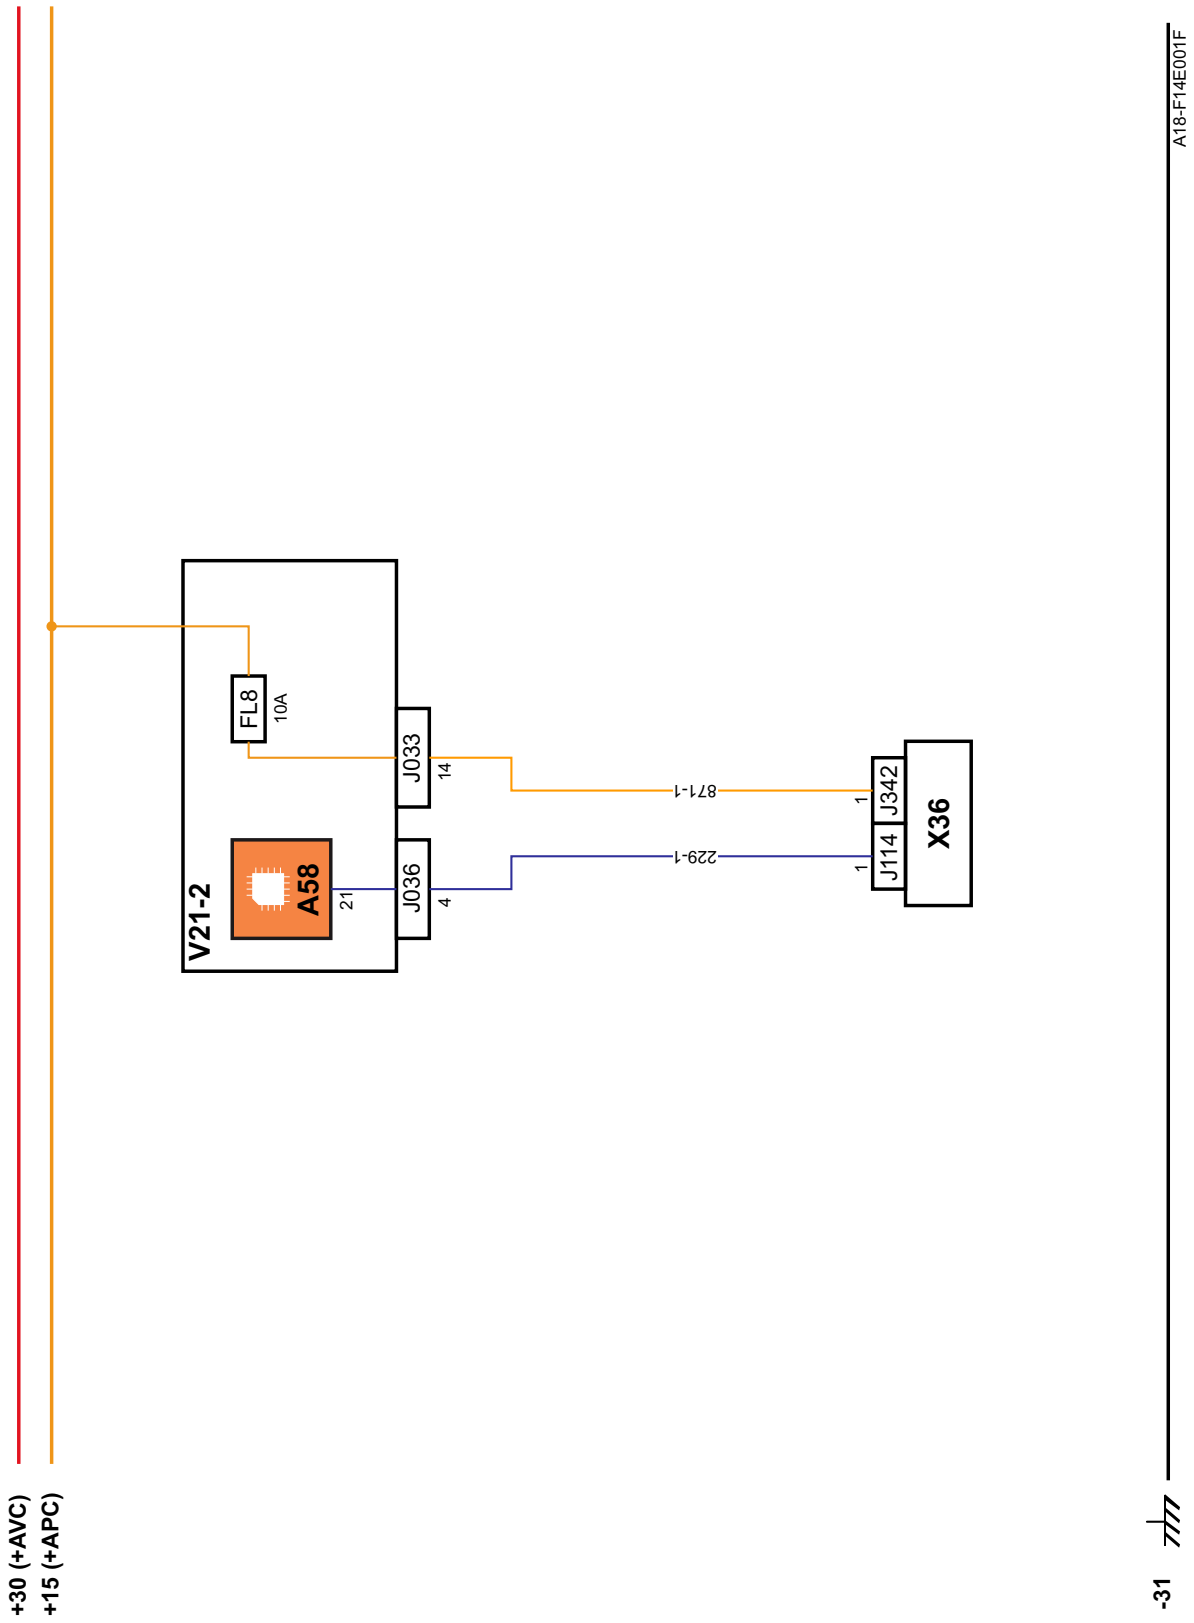 +30 (+AVC)
+15 (+APC)
V21-2
A58
21
FL8
10A
J036
4
J033
14
229-1
871-1
1
J114
1
J342
X36
-31
A18-F14E001F